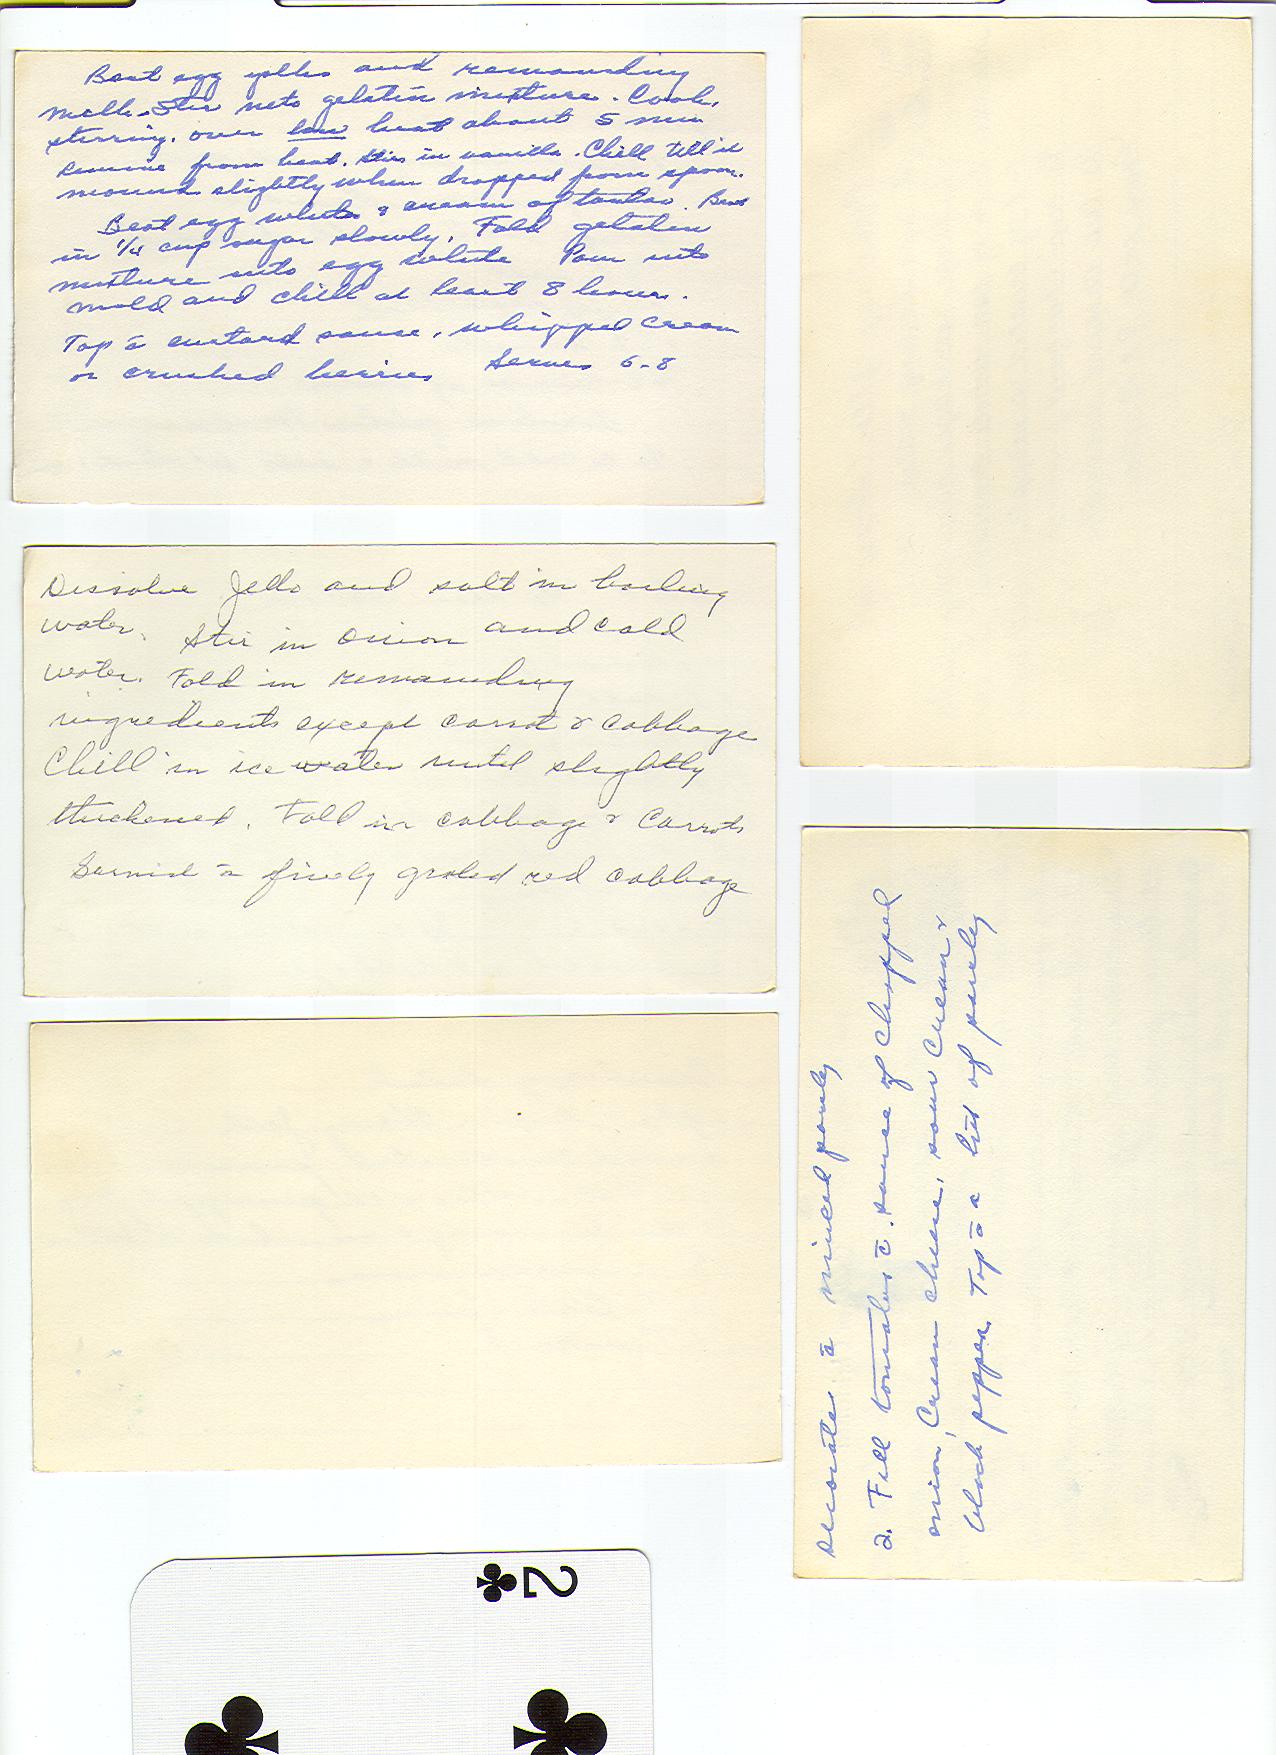 Beat egg yolks and remainding
milk. Stir into gelatin mixture. Cook,
stirring, over low heat about 5 min
Remove from heat. Stir in vanilla. Chill till it
mound slightly when dropped from spoon.
Beat egg whites & cream of tartar. Beat
in 1/4 cup sugar slowly. Fold gelatin
mixture into egg white Pour into
mold and chill at least 8 hours.
Top c̄ custard sauce, whipped cream
or crushed berries Serves 6-8
Dissolve Jello and salt in boiling
water. Stir in onion and cold
water. Fold in remainding
ingredients except carrot & cabbage
Chill in ice water until slightly
thickened. Fold in cabbage & carrots
Garnish c̄ finely grated red cabbage
Decorate c̄ minced parsley
2. Fill tomatoes c̄ sauce of chopped
onion, cream cheese, sour cream &
black pepper. Top c̄ a bit of parsley
2